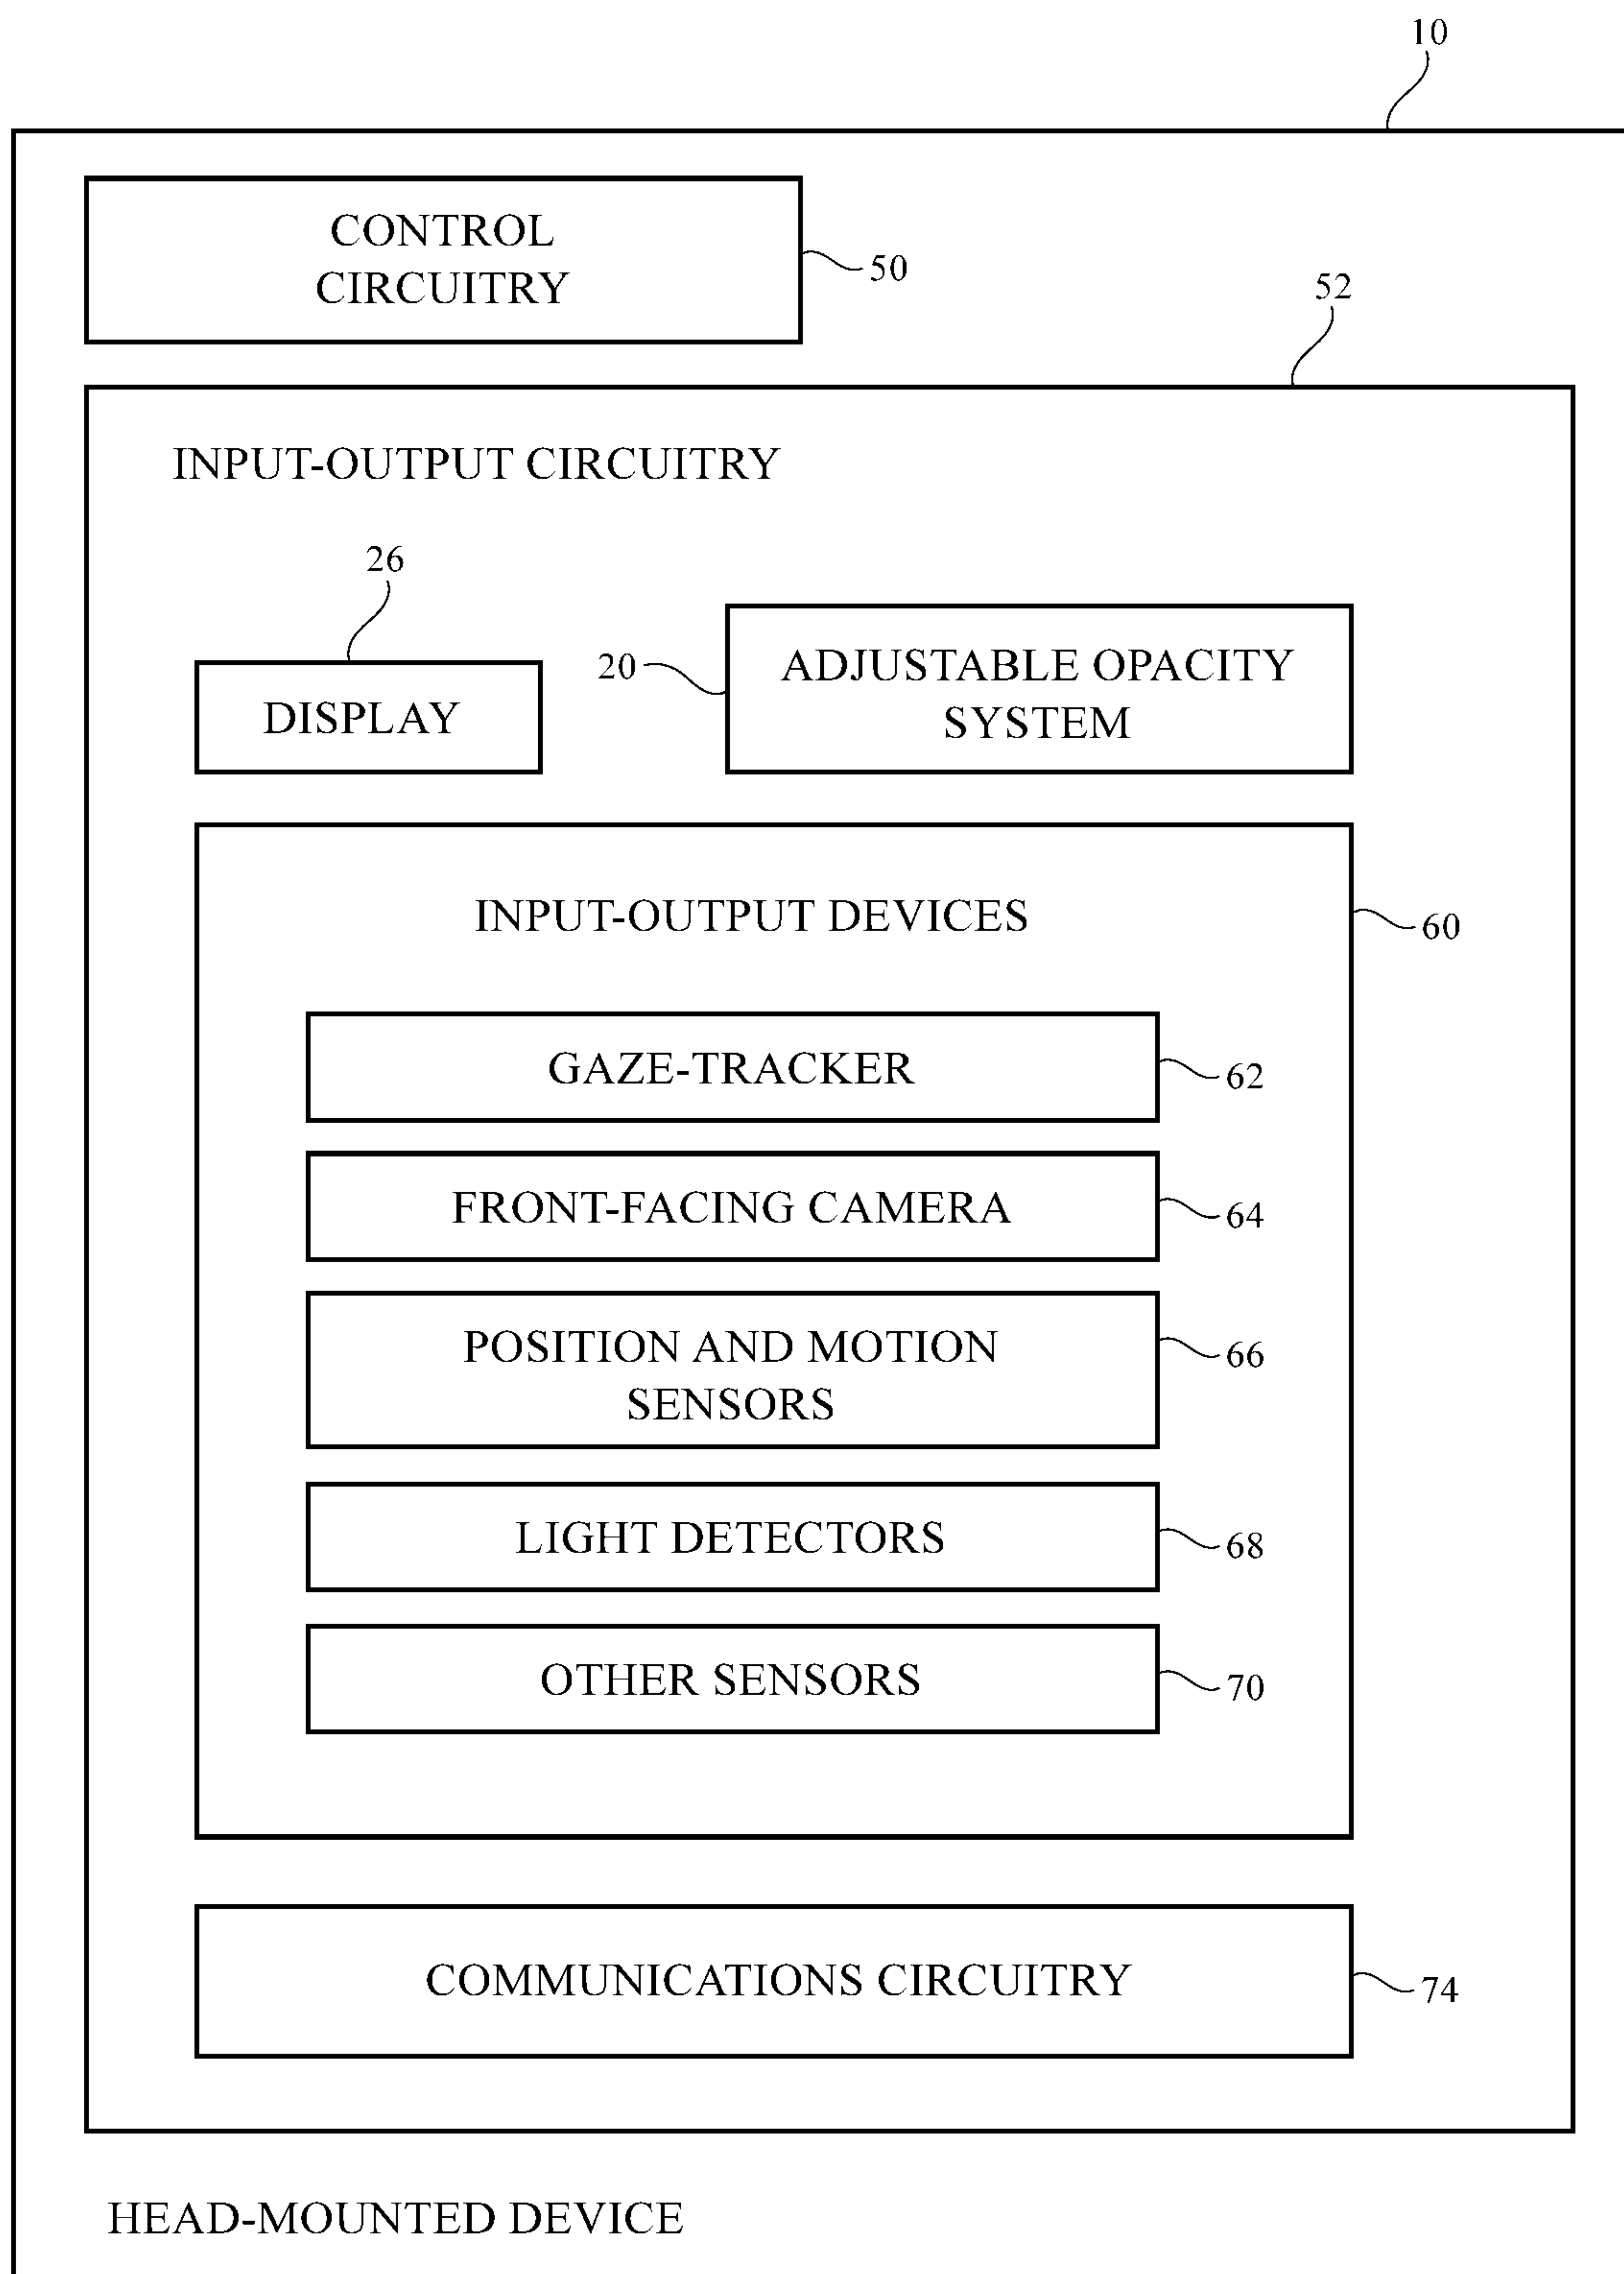 10
CONTROL
CIRCUITRY
50
52
INPUT-OUTPUT CIRCUITRY
26
DISPLAY
20
ADJUSTABLE OPACITY
SYSTEM
INPUT-OUTPUT DEVICES
60
GAZE-TRACKER
62
FRONT-FACING CAMERA
64
POSITION AND MOTION
SENSORS
66
LIGHT DETECTORS
68
OTHER SENSORS
70
COMMUNICATIONS CIRCUITRY
74
HEAD-MOUNTED DEVICE